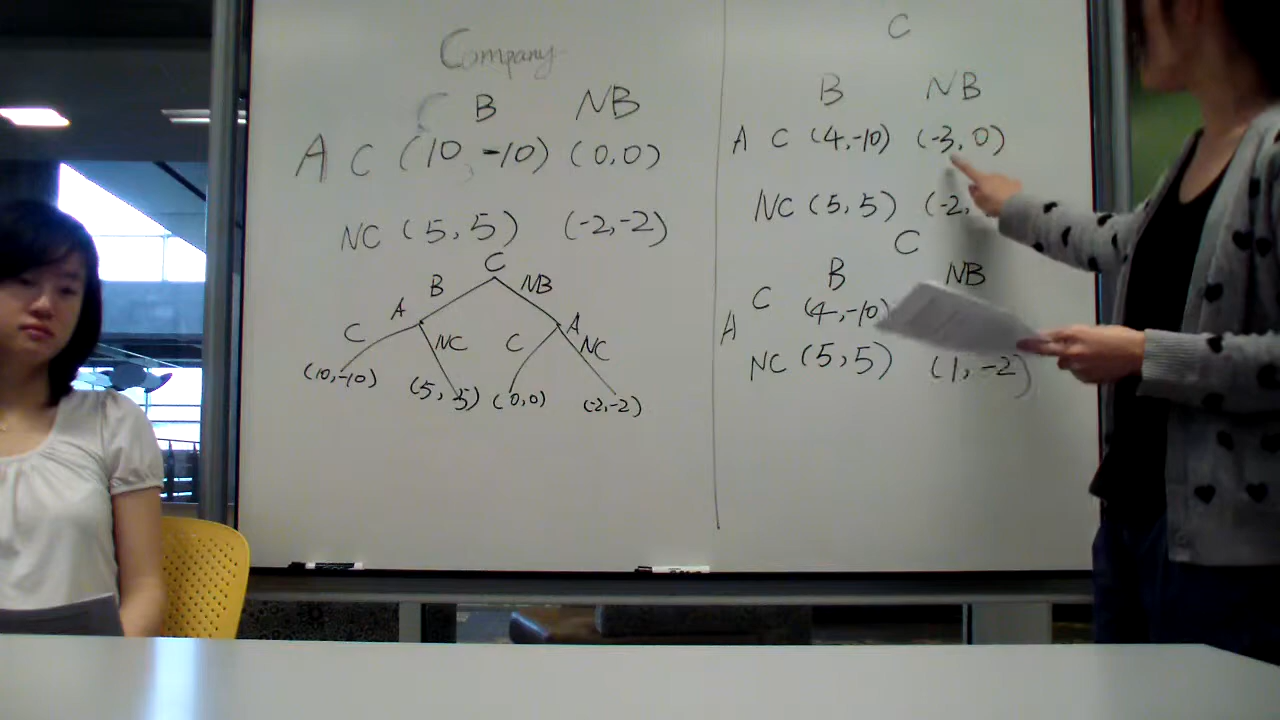 Company
B NB
A C (10, -10) (0,0)
NC (5,5) (-2,-2)
C
B NB
A A
C NC C NC
(10,-10) (5,5) (0,0) (-2,-2)
C
B NB
A C (4,-10) (-3,0)
NC (5,5) (-2,
C
B NB
A C (4,-10)
NC (5,5) (1,-2)